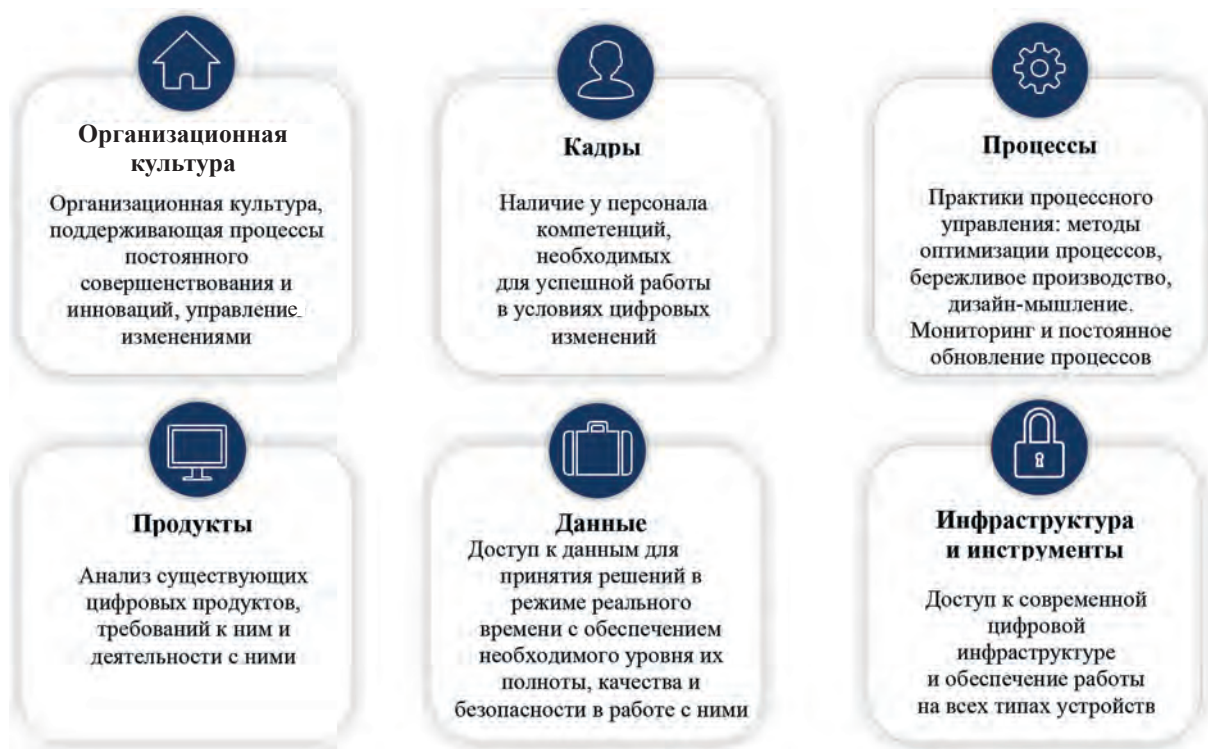 Организационная
культура
Организационная культура,
поддерживающая процессы
постоянного
совершенствования и
инноваций, управление
изменениями
Кадры
Наличие у персонала
компетенций,
необходимых
для успешной работы
в условиях цифровых
изменений
Процессы
Практики процессного
управления: методы
оптимизации процессов,
бережливое производство,
дизайн-мышление.
Мониторинг и постоянное
обновление процессов
Продукты
Анализ существующих
цифровых продуктов,
требований к ним и
деятельности с ними
Данные
Доступ к данным для
принятия решений в
режиме реального
времени с обеспечением
необходимого уровня их
полноты, качества и
безопасности в работе с ними
Инфраструктура
и инструменты
Доступ к современной
цифровой
инфраструктуре
и обеспечение работы
на всех типах устройств